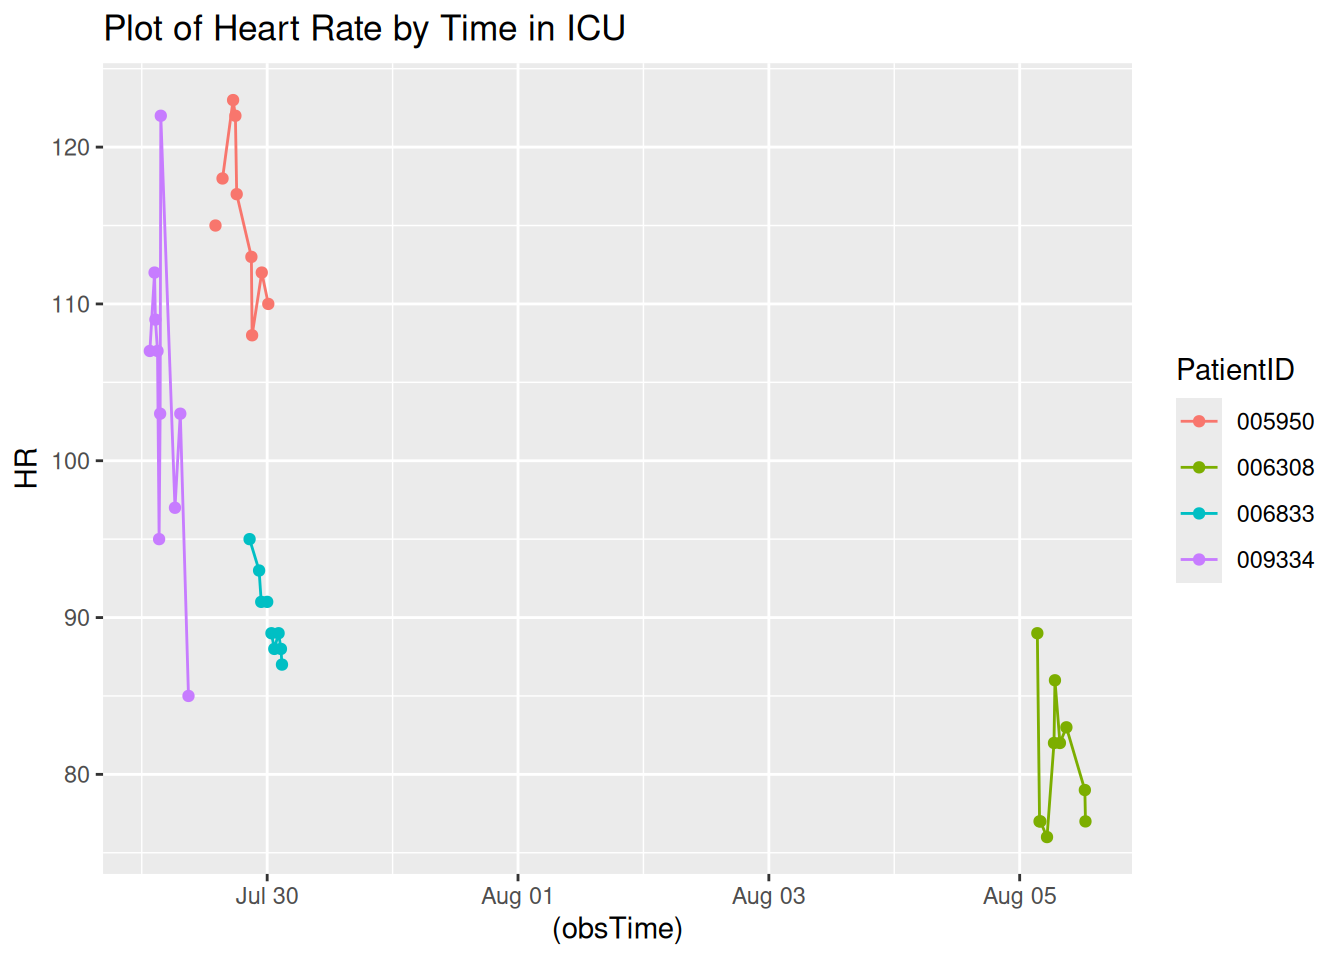 Plot of Heart Rate by Time in ICU
HR
120
110
100
90
80
Jul 30
Aug 01
Aug 03
Aug 05
(obsTime)
PatientID
005950
006308
006833
009334